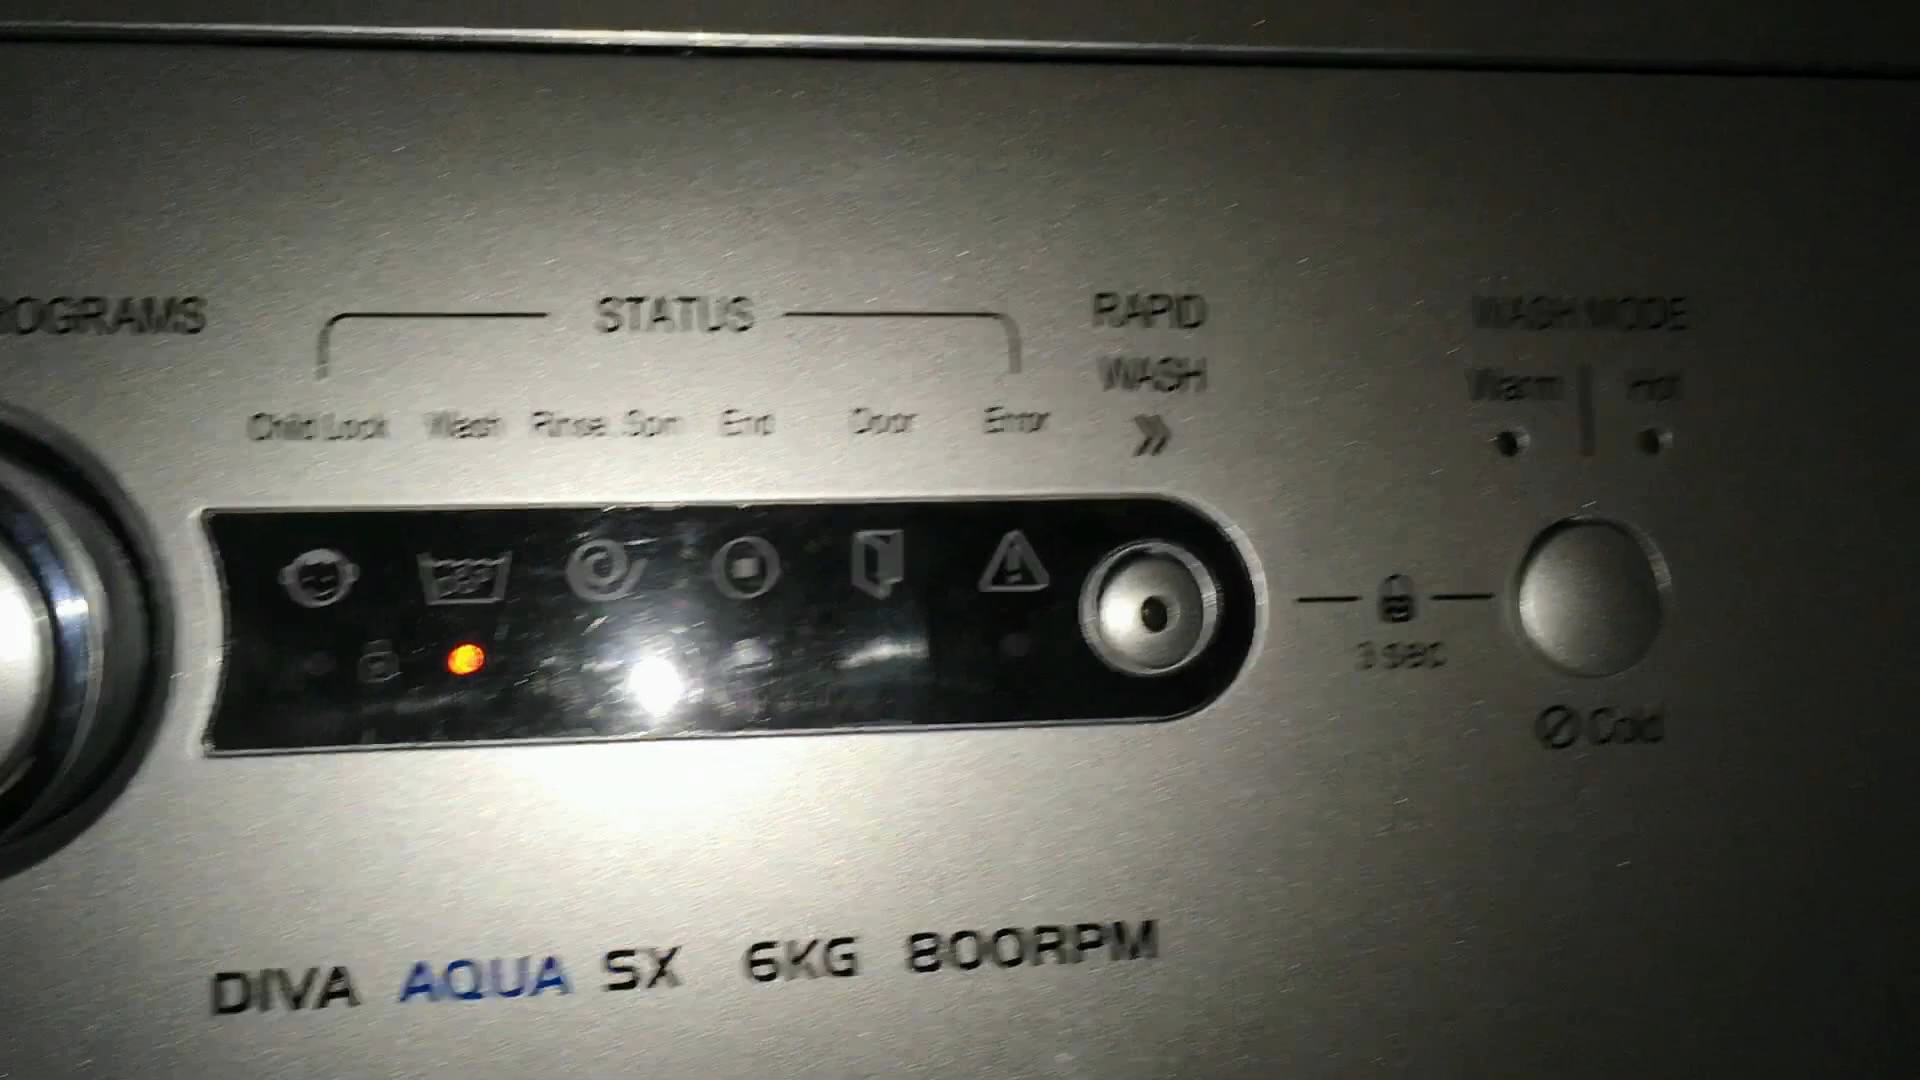 ROGRAMS
STATUS
RAPID
WASH
WASH MODE
Warm
Hot
Child Lock Wash Rinse. Spin End Door Error
3 sec
Cold
DIVA AQUA SX 6KG 800RPM